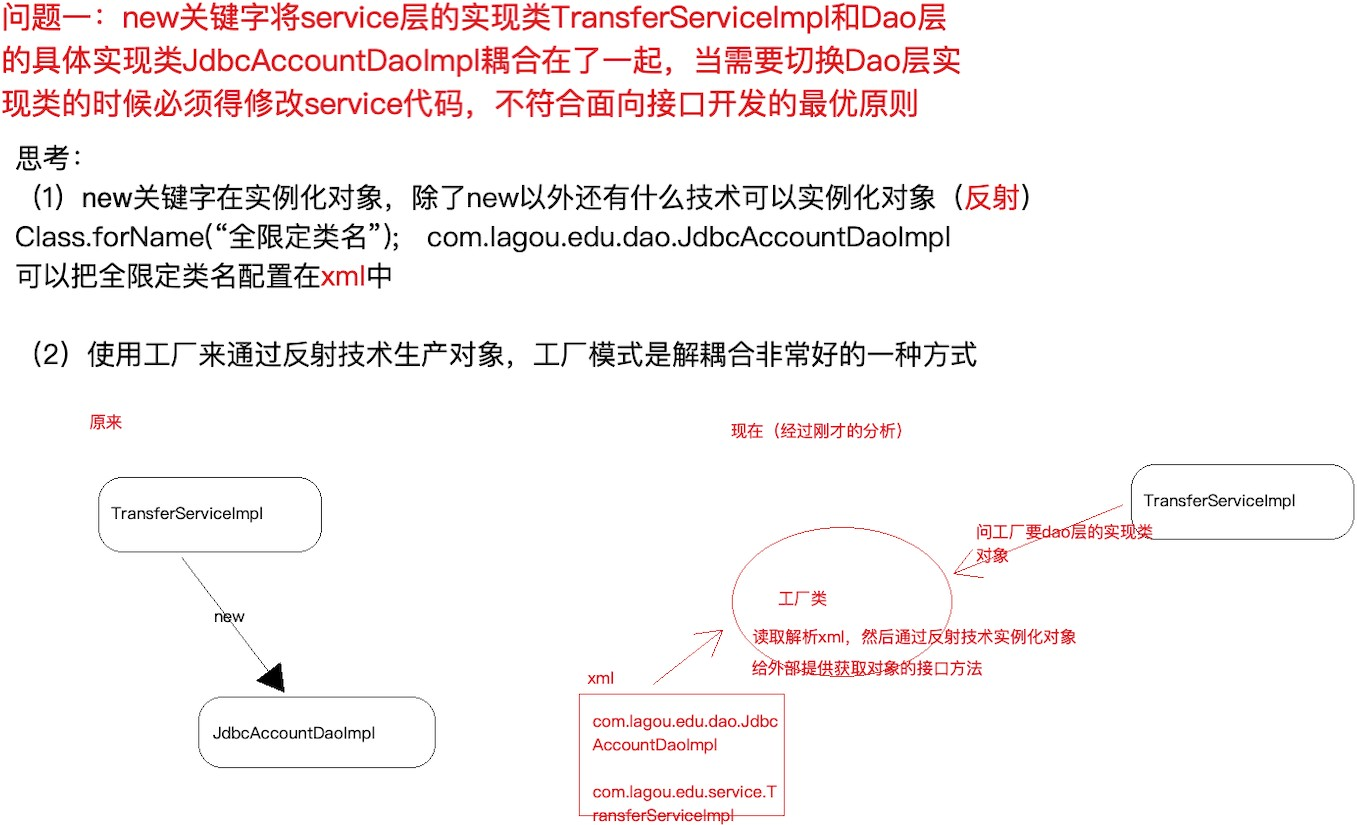 问题一：new关键字将service层的实现类TransferServiceImpl和Dao层
的具体实现类JdbcAccountDaoImpl耦合在了一起，当需要切换Dao层实
现类的时候必须得修改service代码，不符合面向接口开发的最优原则
思考：
（1）new关键字在实例化对象，除了new以外还有什么技术可以实例化对象（反射）
Class.forName(“全限定类名”); com.lagou.edu.dao.JdbcAccountDaoImpl
可以把全限定类名配置在xml中
（2）使用工厂来通过反射技术生产对象，工厂模式是解耦合非常好的一种方式
原来
现在（经过刚才的分析）
TransferServiceImpl
new
JdbcAccountDaoImpl
TransferServiceImpl
问工厂要dao层的实现类
对象
工厂类
读取解析xml，然后通过反射技术实例化对象
给外部提供获取对象的接口方法
xml
com.lagou.edu.dao.Jdbc
AccountDaoImpl
com.lagou.edu.service.T
ransferServiceImpl